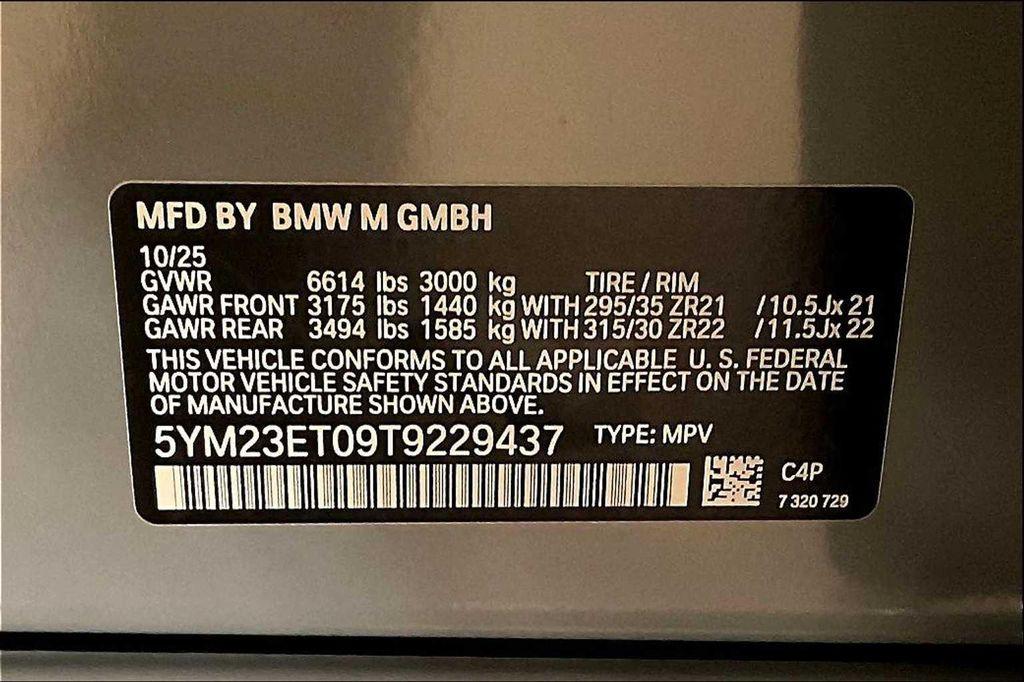 MFD BY BMW M GMBH
10/25
GVWR 6614 lbs 3000 kg TIRE / RIM
GAWR FRONT 3175 lbs 1440 kg WITH 295/35 ZR21 /10.5Jx 21
GAWR REAR 3494 lbs 1585 kg WITH 315/30 ZR22 /11.5Jx 22
THIS VEHICLE CONFORMS TO ALL APPLICABLE U. S. FEDERAL
MOTOR VEHICLE SAFETY STANDARDS IN EFFECT ON THE DATE
OF MANUFACTURE SHOWN ABOVE.
5YM23ET09T9229437 TYPE: MPV
C4P
7 320 729